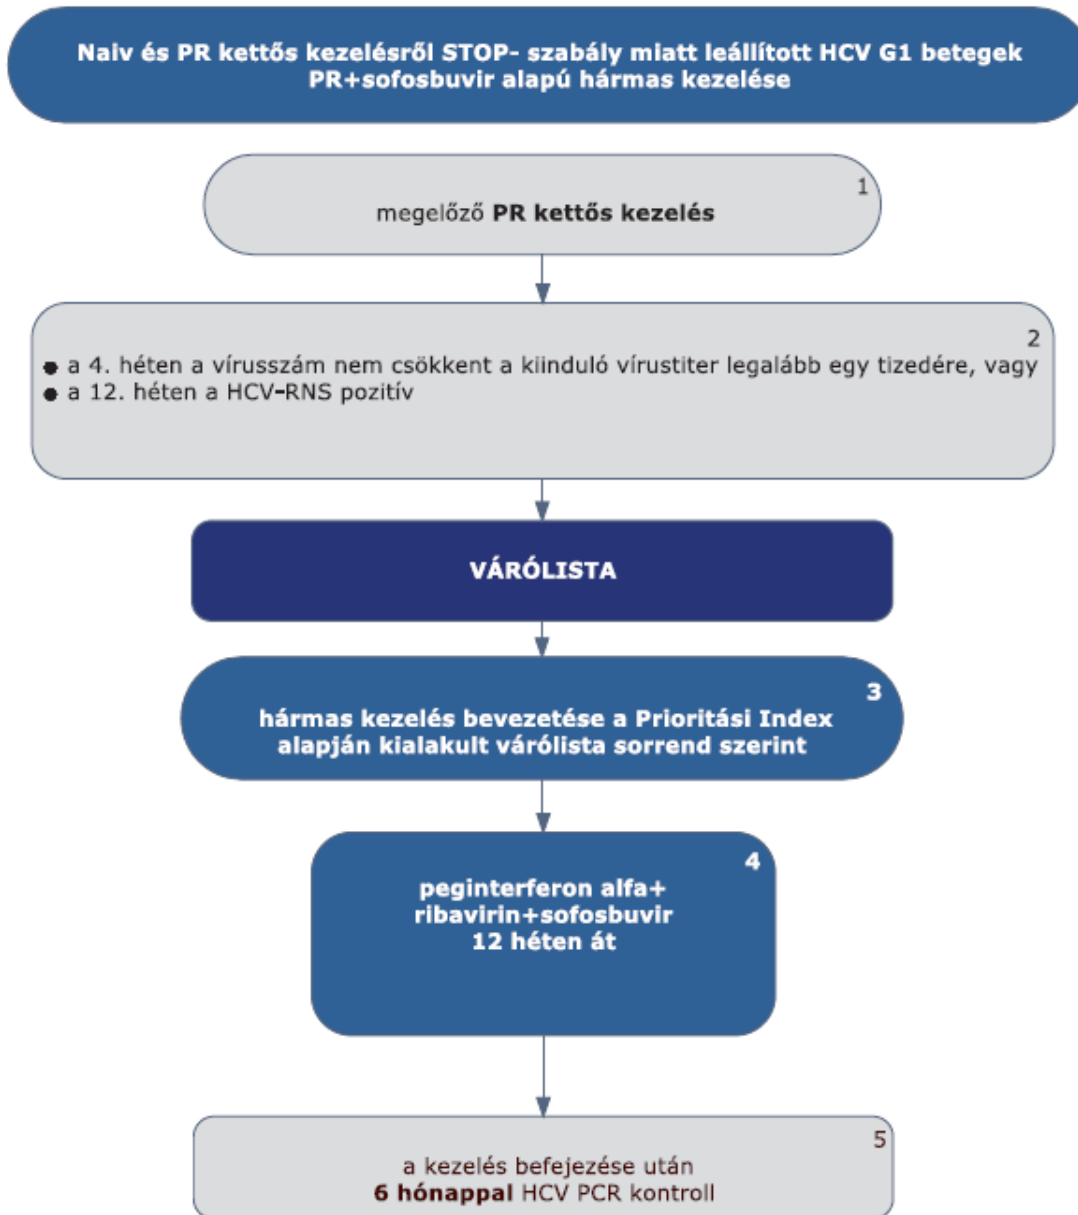 Naiv és PR kettős kezelésről STOP- szabály miatt leállított HCV G1 betegek
PR+sofosbuvir alapú hármas kezelése
1
megelőző PR kettős kezelés
2
● a 4. héten a vírusszám nem csökkent a kiinduló vírustiter legalább egy tizedére, vagy
● a 12. héten a HCV-RNS pozitív
VÁRÓLISTA
3
hármas kezelés bevezetése a Prioritási Index
alapján kialakult várólista sorrend szerint
4
peginterferon alfa+
ribavirin+sofosbuvir
12 héten át
5
a kezelés befejezése után
6 hónappal HCV PCR kontroll